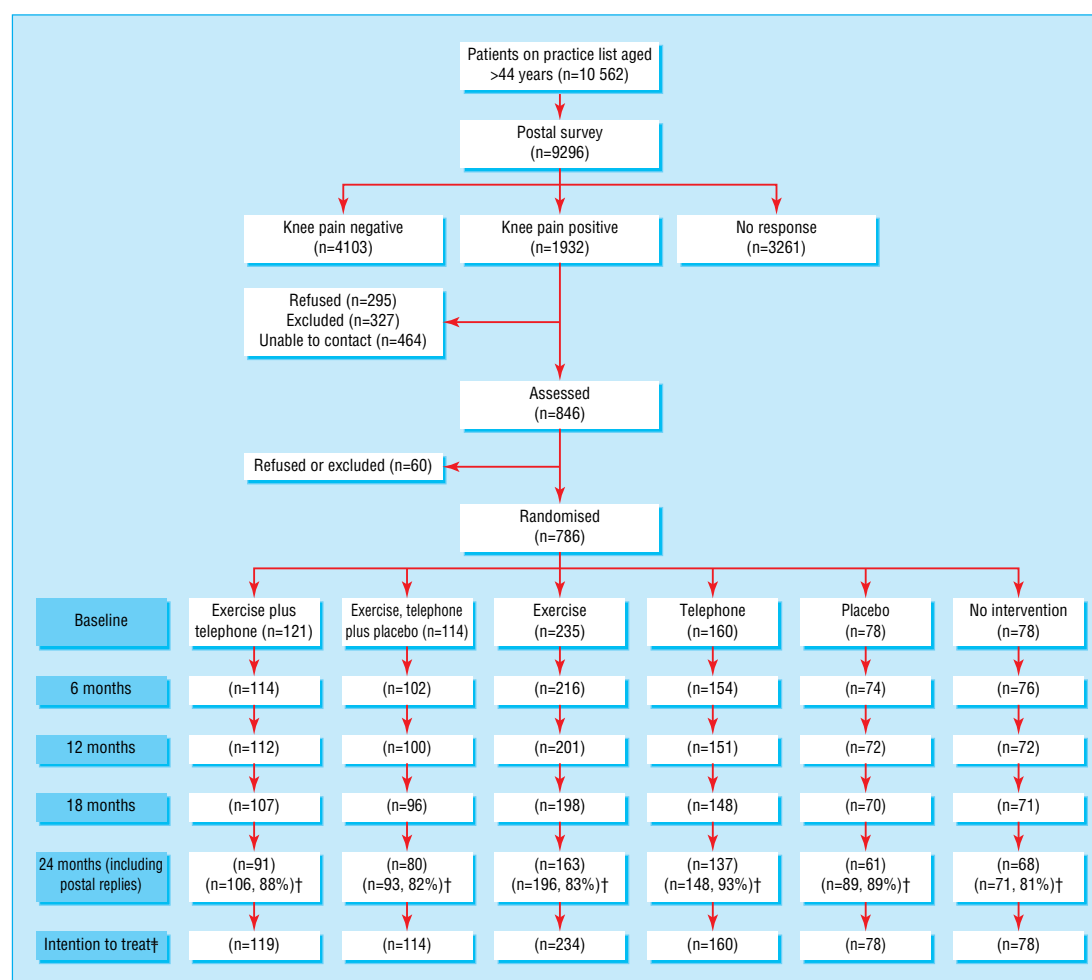 Patients on practice list aged
>44 years (n=10 562)
Postal survey
(n=9296)
Knee pain negative
(n=4103)
Knee pain positive
(n=1932)
No response
(n=3261)
Refused (n=295)
Excluded (n=327)
Unable to contact (n=464)
Assessed
(n=846)
Refused or excluded (n=60)
Randomised
(n=786)
Baseline
Exercise plus
telephone (n=121)
Exercise, telephone
plus placebo (n=114)
Exercise
(n=235)
Telephone
(n=160)
Placebo
(n=78)
No intervention
(n=78)
6 months
(n=114)
(n=102)
(n=216)
(n=154)
(n=74)
(n=76)
12 months
(n=112)
(n=100)
(n=201)
(n=151)
(n=72)
(n=72)
18 months
(n=107)
(n=96)
(n=198)
(n=148)
(n=70)
(n=71)
24 months (including
postal replies)
(n=91)
(n=106, 88%)†
(n=80)
(n=93, 82%)†
(n=163)
(n=196, 83%)†
(n=137)
(n=148, 93%)†
(n=61)
(n=89, 89%)†
(n=68)
(n=71, 81%)†
Intention to treat‡
(n=119)
(n=114)
(n=234)
(n=160)
(n=78)
(n=78)